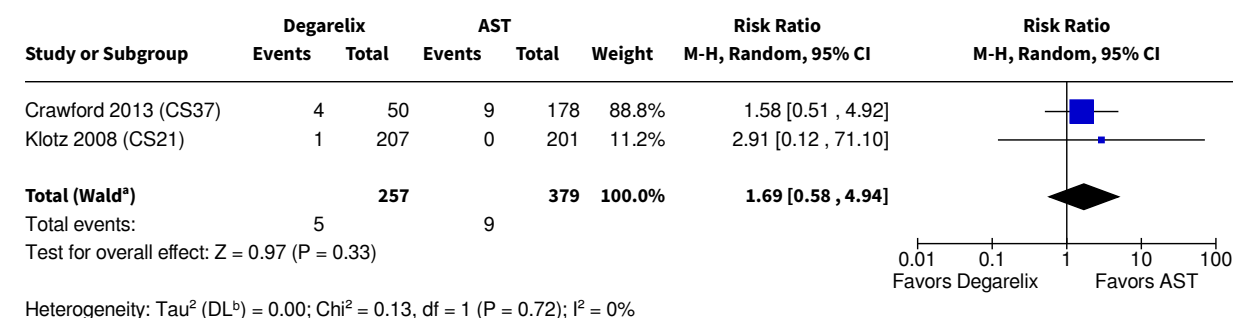 Degarelix AST Risk Ratio Risk Ratio
Study or Subgroup Events Total Events Total Weight M-H, Random, 95% CI M-H, Random, 95% CI
Crawford 2013 (CS37) 4 50 9 178 88.8% 1.58 [0.51 , 4.92]
Klotz 2008 (CS21) 1 207 0 201 11.2% 2.91 [0.12 , 71.10]
Total (Waldᵃ) 257 379 100.0% 1.69 [0.58 , 4.94]
Total events: 5 9
Test for overall effect: Z = 0.97 (P = 0.33)
0.01 0.1 1 10 100
Favors Degarelix Favors AST
Heterogeneity: Tau² (DLᵇ) = 0.00; Chi² = 0.13, df = 1 (P = 0.72); I² = 0%